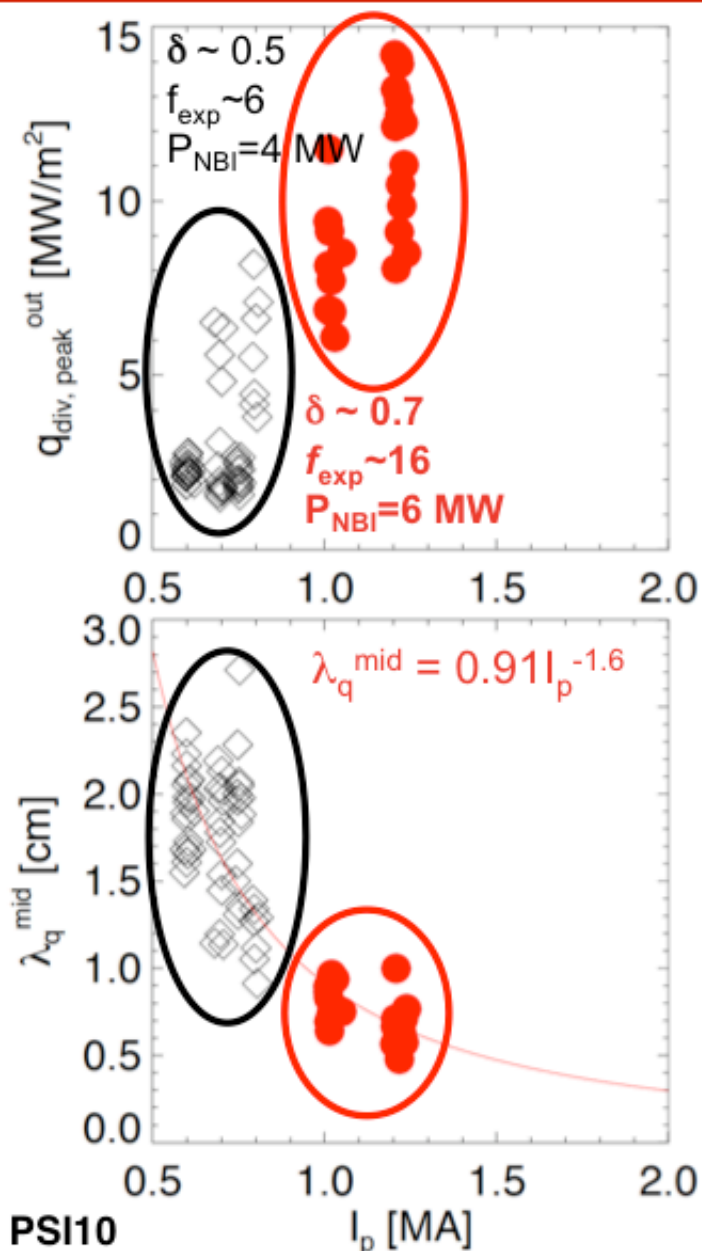 15
δ ~ 0.5
f_exp~6
P_NBI=4 MW
10
q_div, peak^out [MW/m²]
5
δ ~ 0.7
f_exp~16
P_NBI=6 MW
0
0.5 1.0 1.5 2.0
3.0
λ_q^mid = 0.91I_p^-1.6
2.5
2.0
λ_q^mid [cm]
1.5
1.0
0.5
0.0
0.5 1.0 1.5 2.0
PSI10
I_p [MA]